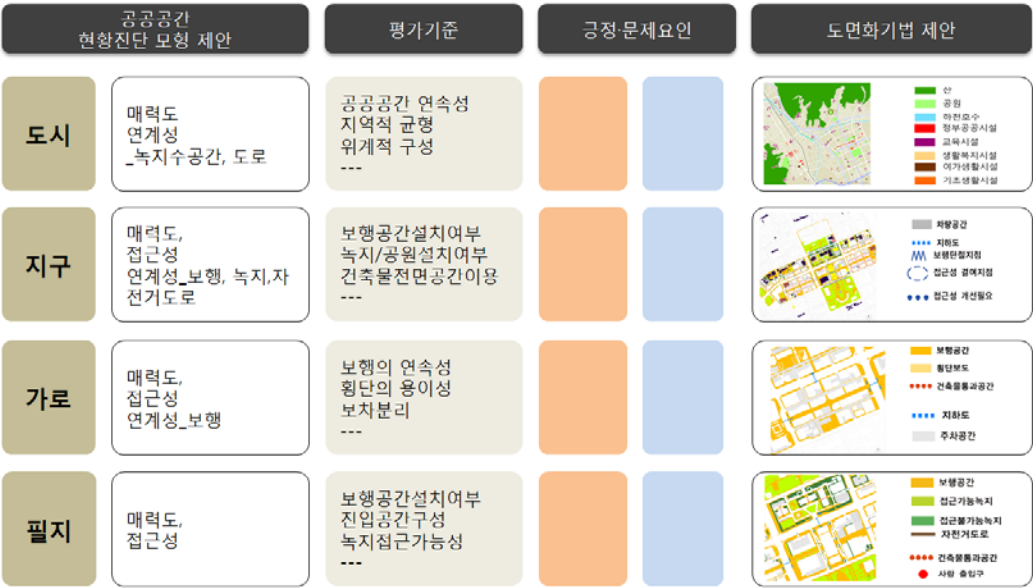 공공공간
현황진단 모형 제안
평가기준
긍정·문제요인
도면화기법 제안
도시
매력도
연계성
_녹지수공간, 도로
공공공간 연속성
지역적 균형
위계적 구성
---
산
공원
하천호수
정부공공시설
교육시설
생활복지시설
여가생활시설
기초생활시설
지구
매력도,
접근성
연계성_보행, 녹지,자
전거도로
보행공간설치여부
녹지/공원설치여부
건축물전면공간이용
---
차량공간
지하도
보행단절지점
접근성 결여지점
접근성 개선필요
가로
매력도,
접근성
연계성_보행
보행의 연속성
횡단의 용이성
보차분리
---
보행공간
횡단보도
건축물통과공간
지하도
주차공간
필지
매력도,
접근성
보행공간설치여부
진입공간구성
녹지접근가능성
---
보행공간
접근가능녹지
접근불가능녹지
자전거도로
건축물통과공간
사람 출입구